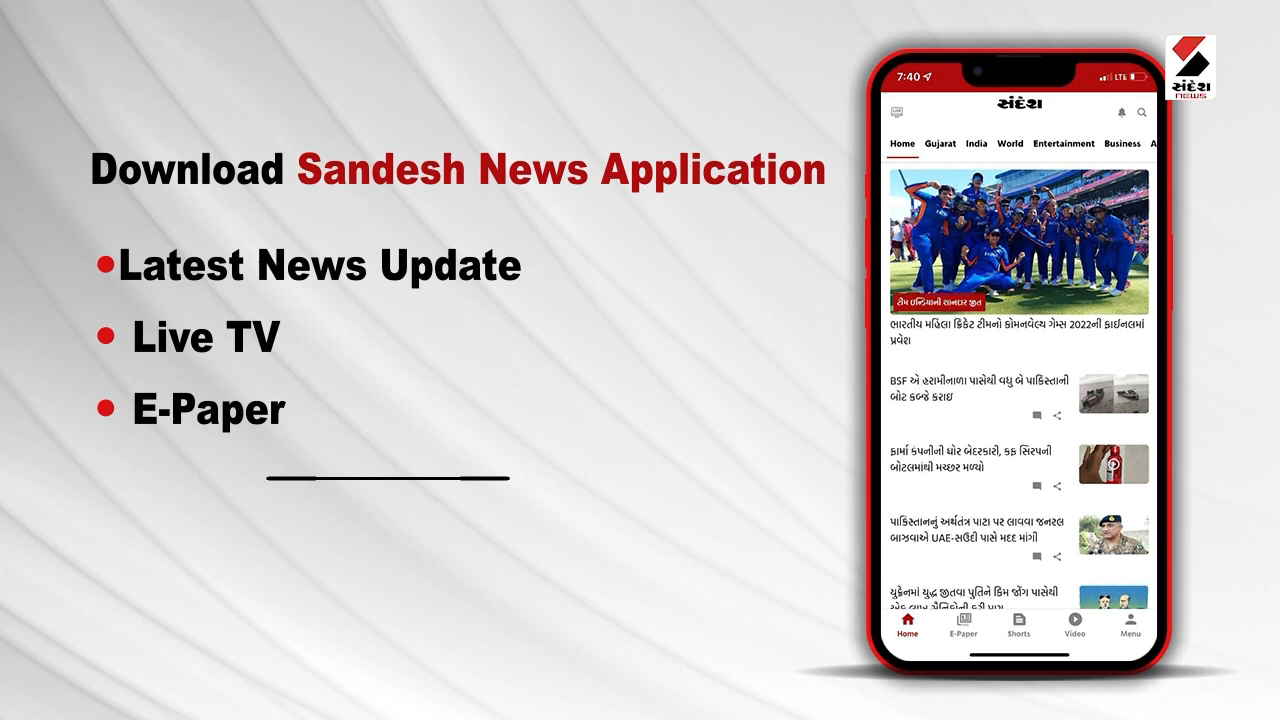 Download Sandesh News Application
•Latest News Update
• Live TV
• E-Paper
સંદેશ
NEWS
7:40
LTE
LIVE
સંદેશ
Home Gujarat India World Entertainment Business A
ટીમ ઇન્ડિયાની શાનદાર જીત
ભારતીય મહિલા ક્રિકેટ ટીમનો કોમનવેલ્થ ગેમ્સ 2022ની ફાઈનલમાં
પ્રવેશ
BSF એ હરામીનાળા પાસેથી વધુ બે પાકિસ્તાની
બોટ કબ્જે કરાઇ
ફાર્મા કંપનીની ઘોર બેદરકારી, કફ સિરપની
બોટલમાંથી મચ્છર મળ્યો
પાકિસ્તાનનું અર્થતંત્ર પાટા પર લાવવા જનરલ
બાઝવાએ UAE-સઉદી પાસે મદદ માંગી
યુક્રેનમાં યુદ્ધ જીતવા પુતિને કિમ જોંગ પાસેથી
Home E-Paper Shorts Video Menu